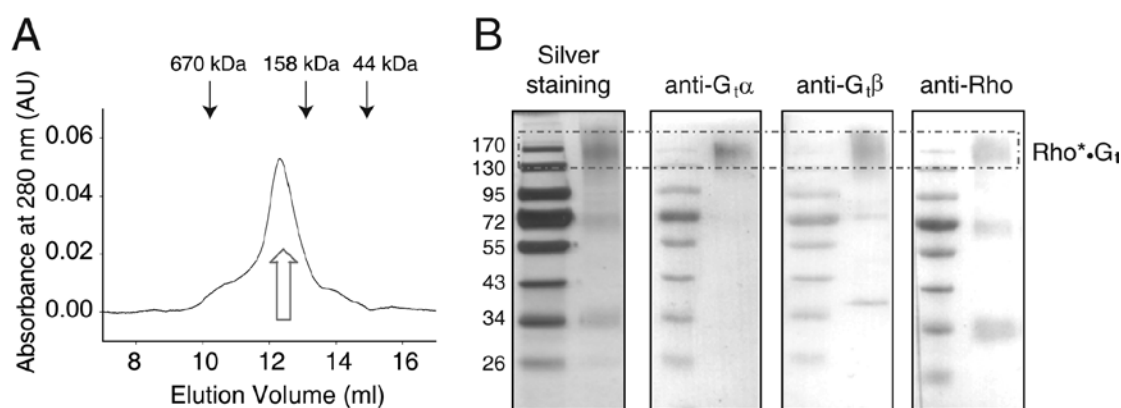 A
670 kDa 158 kDa 44 kDa
Absorbance at 280 nm (AU)
0.06
0.04
0.02
0.00
8 10 12 14 16
Elution Volume (ml)
B
Silver staining
anti-Gtα
anti-Gtβ
anti-Rho
170
130
95
72
55
43
34
26
Rho*•Gt